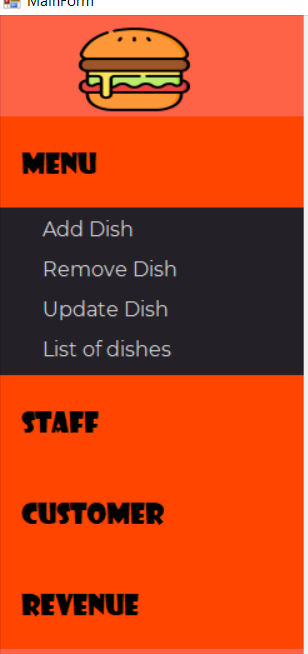 MainForm
MENU
Add Dish
Remove Dish
Update Dish
List of dishes
STAFF
CUSTOMER
REVENUE